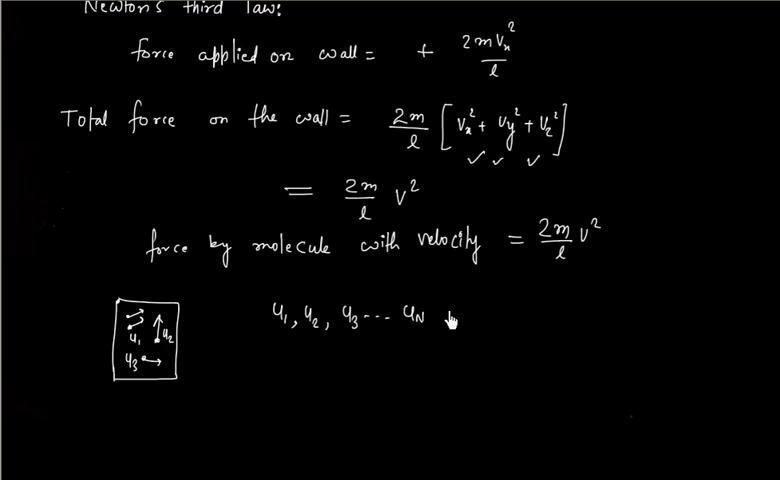 Newton's third law:
force applied on wall = + 2mVx²/l
Total force on the wall = 2m/l [Vx² + Vy² + Vz²]
= 2m/l V²
force by molecule with velocity = 2m/l V²
u₁, u₂, u₃ --- uN
u₁ u₂
u₃